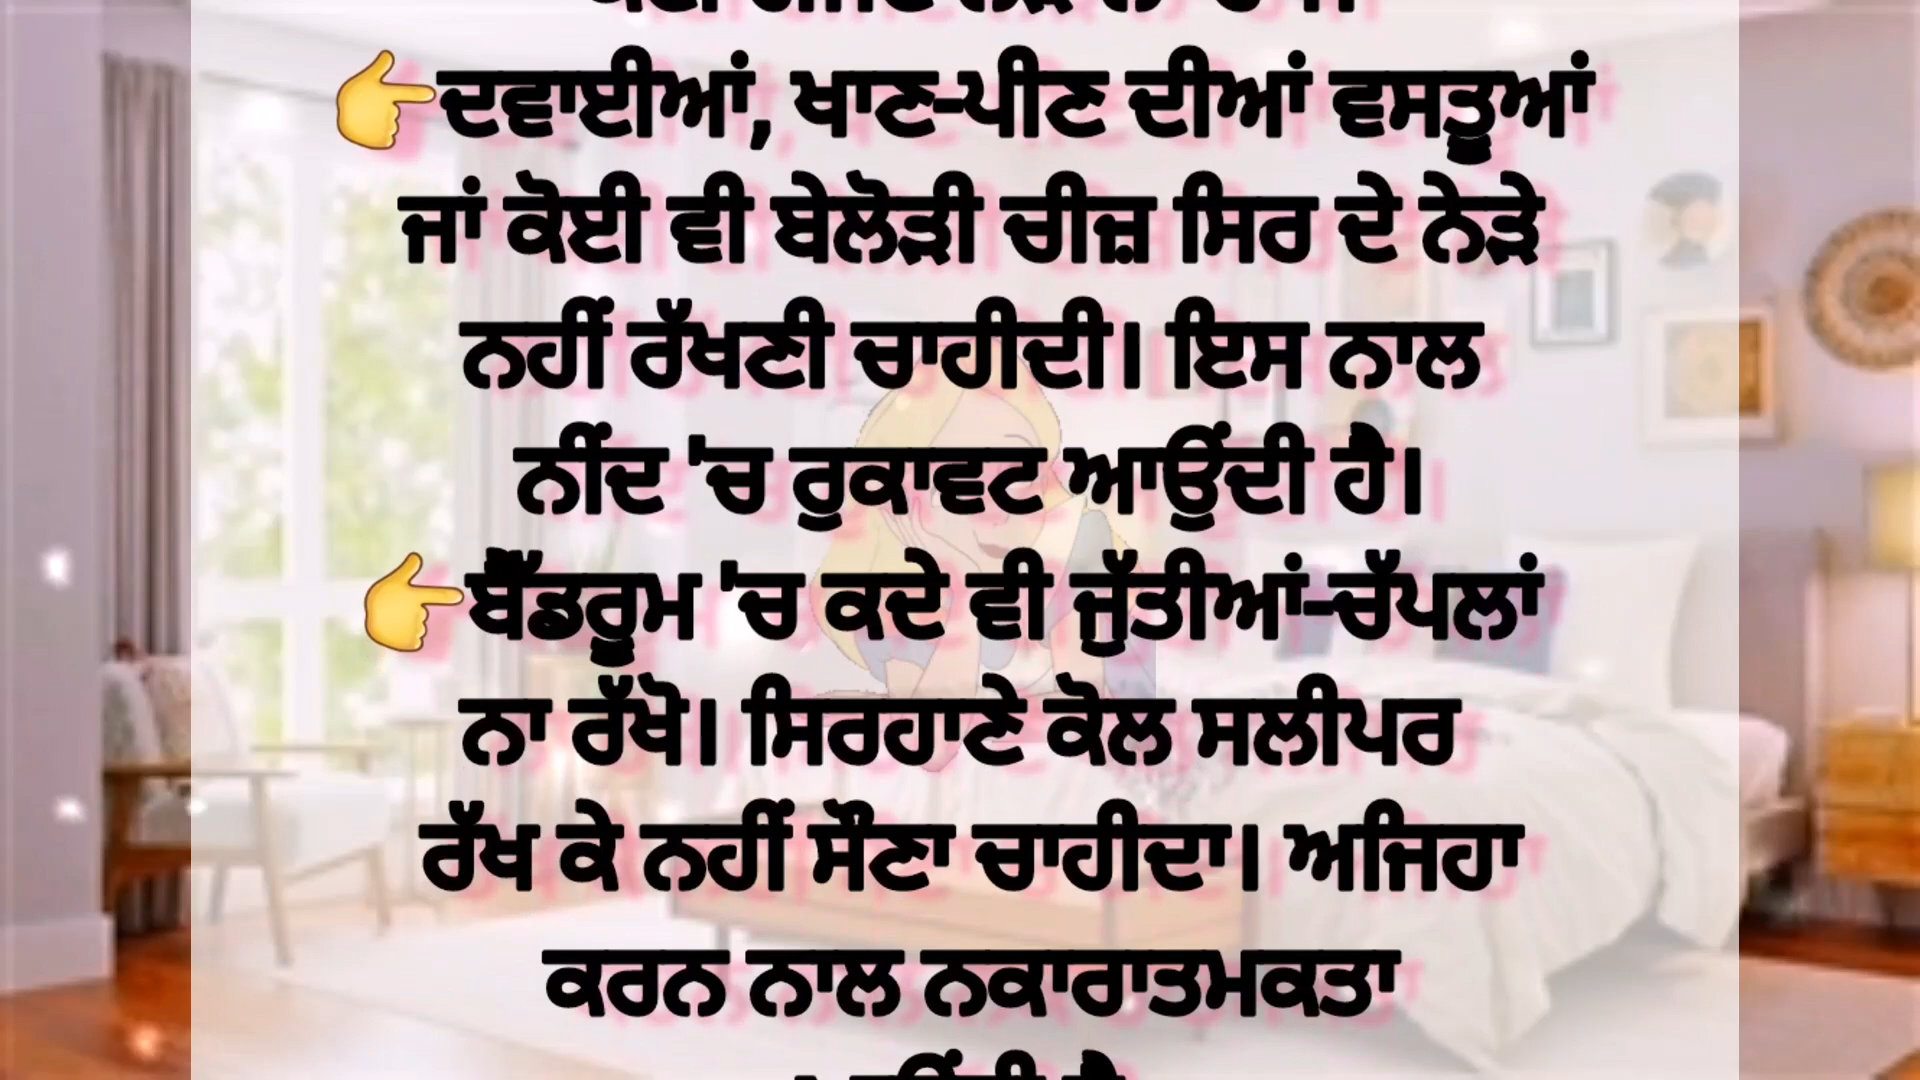 👉ਦਵਾਈਆਂ, ਖਾਣ-ਪੀਣ ਦੀਆਂ ਵਸਤੂਆਂ
ਜਾਂ ਕੋਈ ਵੀ ਬੇਲੋੜੀ ਚੀਜ਼ ਸਿਰ ਦੇ ਨੇੜੇ
ਨਹੀਂ ਰੱਖਣੀ ਚਾਹੀਦੀ। ਇਸ ਨਾਲ
ਨੀਂਦ 'ਚ ਰੁਕਾਵਟ ਆਉਂਦੀ ਹੈ।
👉ਬੈੱਡਰੂਮ 'ਚ ਕਦੇ ਵੀ ਜੁੱਤੀਆਂ-ਚੱਪਲਾਂ
ਨਾ ਰੱਖੋ। ਸਿਰਹਾਣੇ ਕੋਲ ਸਲੀਪਰ
ਰੱਖ ਕੇ ਨਹੀਂ ਸੌਣਾ ਚਾਹੀਦਾ। ਅਜਿਹਾ
ਕਰਨ ਨਾਲ ਨਕਾਰਾਤਮਕਤਾ